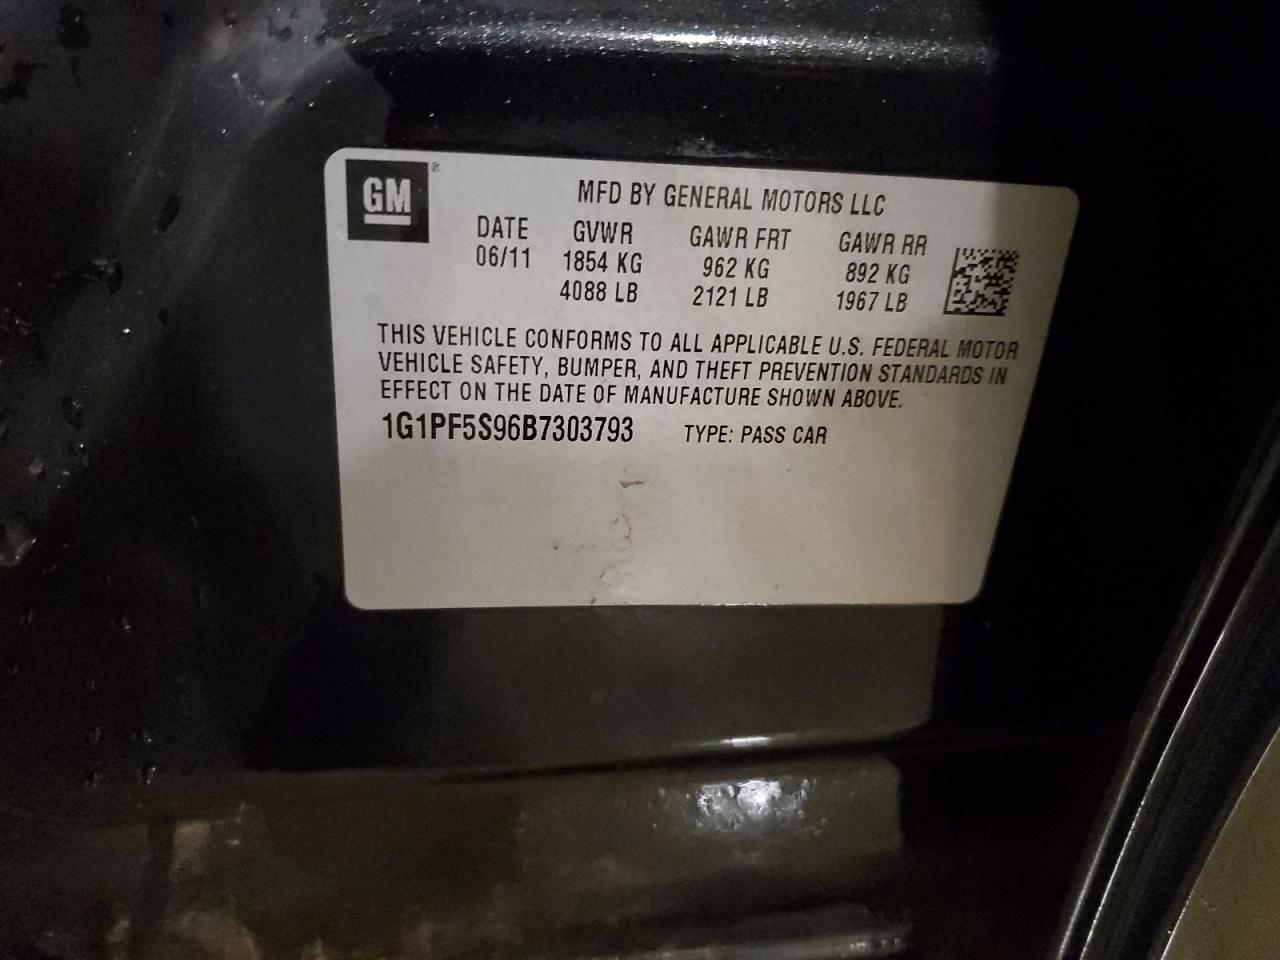 GM ®
MFD BY GENERAL MOTORS LLC
DATE GVWR GAWR FRT GAWR RR
06/11 1854 KG 962 KG 892 KG
4088 LB 2121 LB 1967 LB
THIS VEHICLE CONFORMS TO ALL APPLICABLE U.S. FEDERAL MOTOR
VEHICLE SAFETY, BUMPER, AND THEFT PREVENTION STANDARDS IN
EFFECT ON THE DATE OF MANUFACTURE SHOWN ABOVE.
1G1PF5S96B7303793 TYPE: PASS CAR